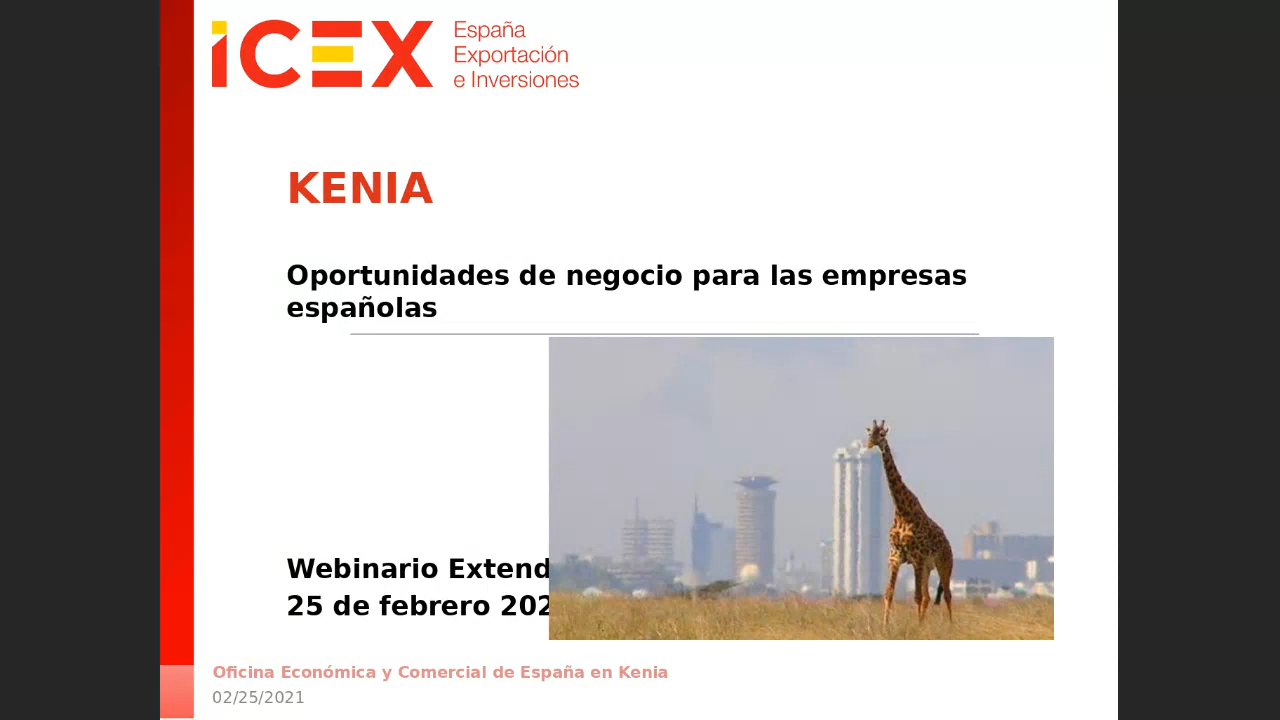 iCEX
España
Exportación
e Inversiones
KENIA
Oportunidades de negocio para las empresas
españolas
Webinario Extend
25 de febrero 202
Oficina Económica y Comercial de España en Kenia
02/25/2021